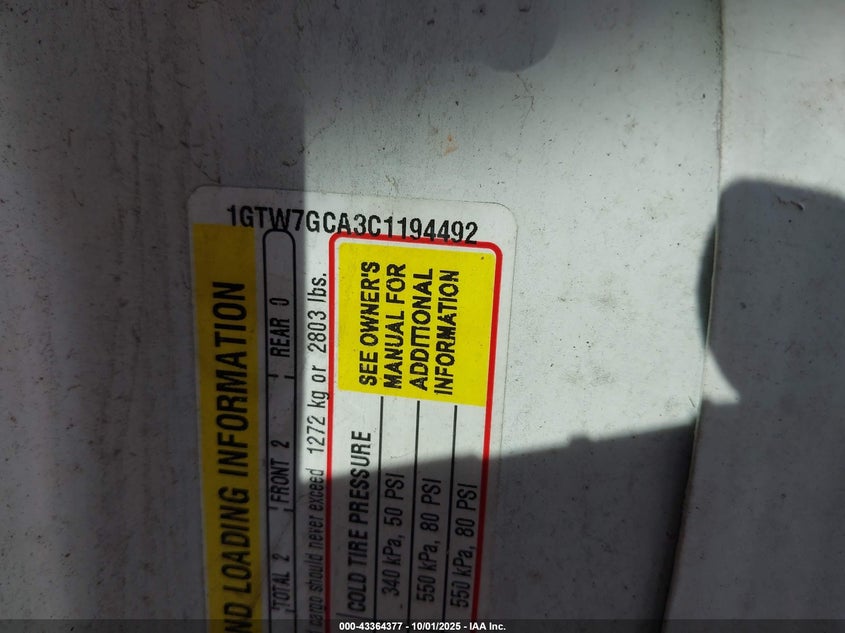 1GTW7GCA3C1194492
ND LOADING INFORMATION
TOTAL 2 FRONT 2 REAR 0
cargo should never exceed 1272 kg or 2803 lbs.
COLD TIRE PRESSURE
340 kPa, 50 PSI
550 kPa, 80 PSI
550 kPa, 80 PSI
SEE OWNER'S
MANUAL FOR
ADDITIONAL
INFORMATION
000-43364377 - 10/01/2025 - IAA Inc.